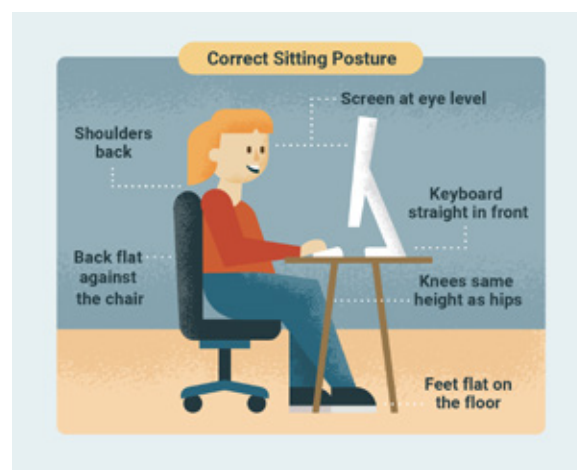 Correct Sitting Posture
Screen at eye level
Shoulders
back
Keyboard
straight in front
Back flat
against
the chair
Knees same
height as hips
Feet flat on
the floor